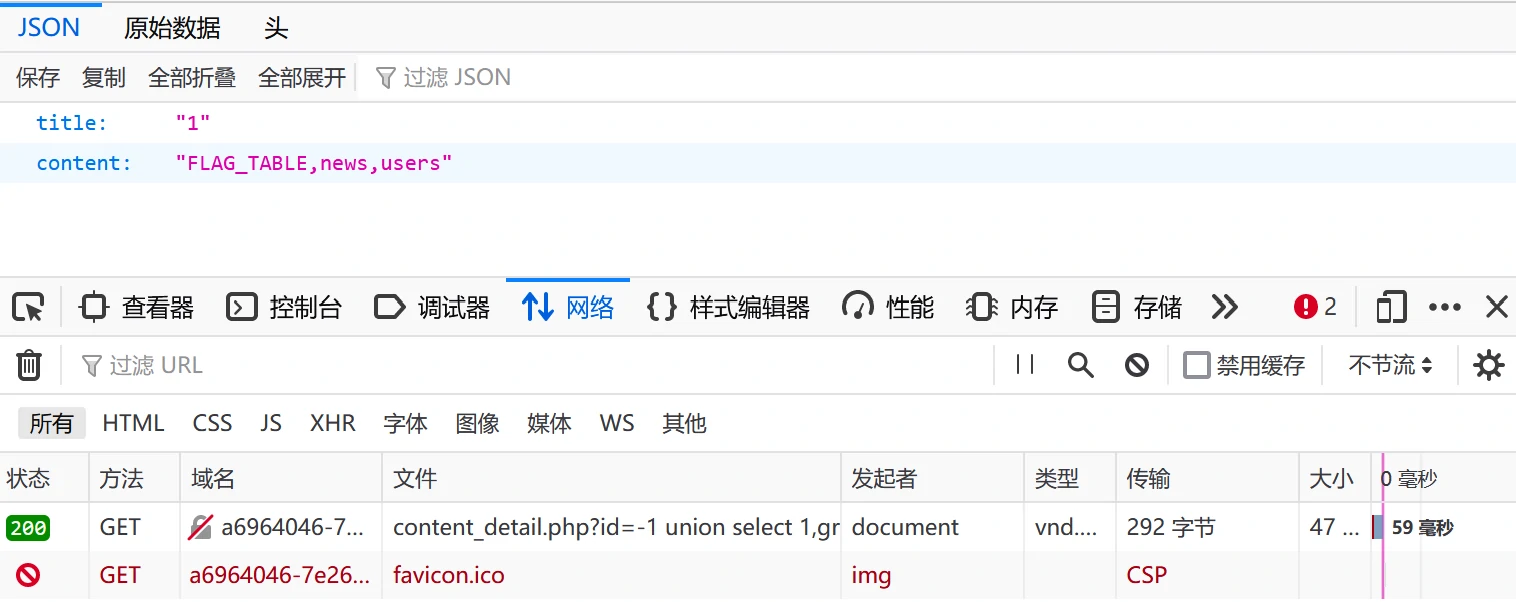 JSON 原始数据 头
保存 复制 全部折叠 全部展开 过滤 JSON
title: "1"
content: "FLAG_TABLE,news,users"
查看器 控制台 调试器 网络 {} 样式编辑器 性能 内存 存储 2
过滤 URL 禁用缓存 不节流
所有 HTML CSS JS XHR 字体 图像 媒体 WS 其他
状态 方法 域名 文件 发起者 类型 传输 大小 0 毫秒
200 GET a6964046-7... content_detail.php?id=-1 union select 1,gr document vnd.... 292 字节 47 ... 59 毫秒
GET a6964046-7e26... favicon.ico img CSP